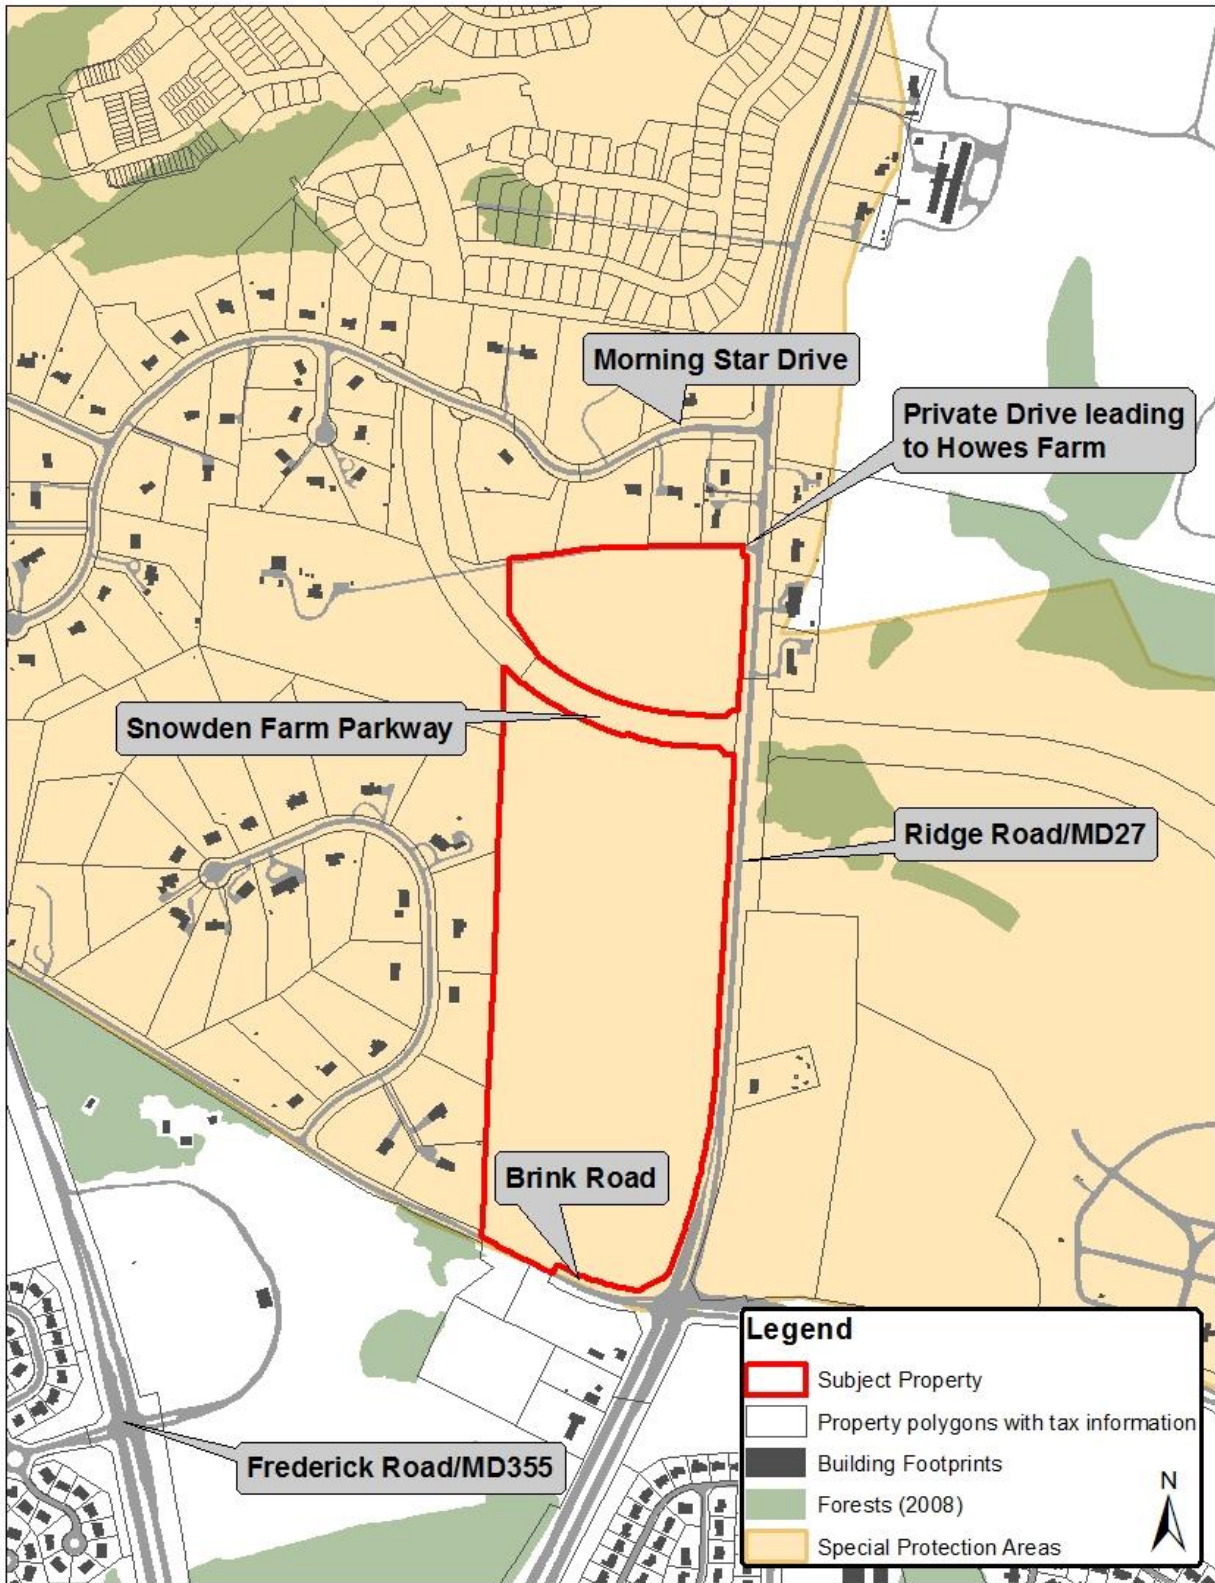 Morning Star Drive
Private Drive leading
to Howes Farm
Snowden Farm Parkway
Ridge Road/MD27
Brink Road
Frederick Road/MD355
Legend
Subject Property
Property polygons with tax information
Building Footprints
Forests (2008)
Special Protection Areas
N